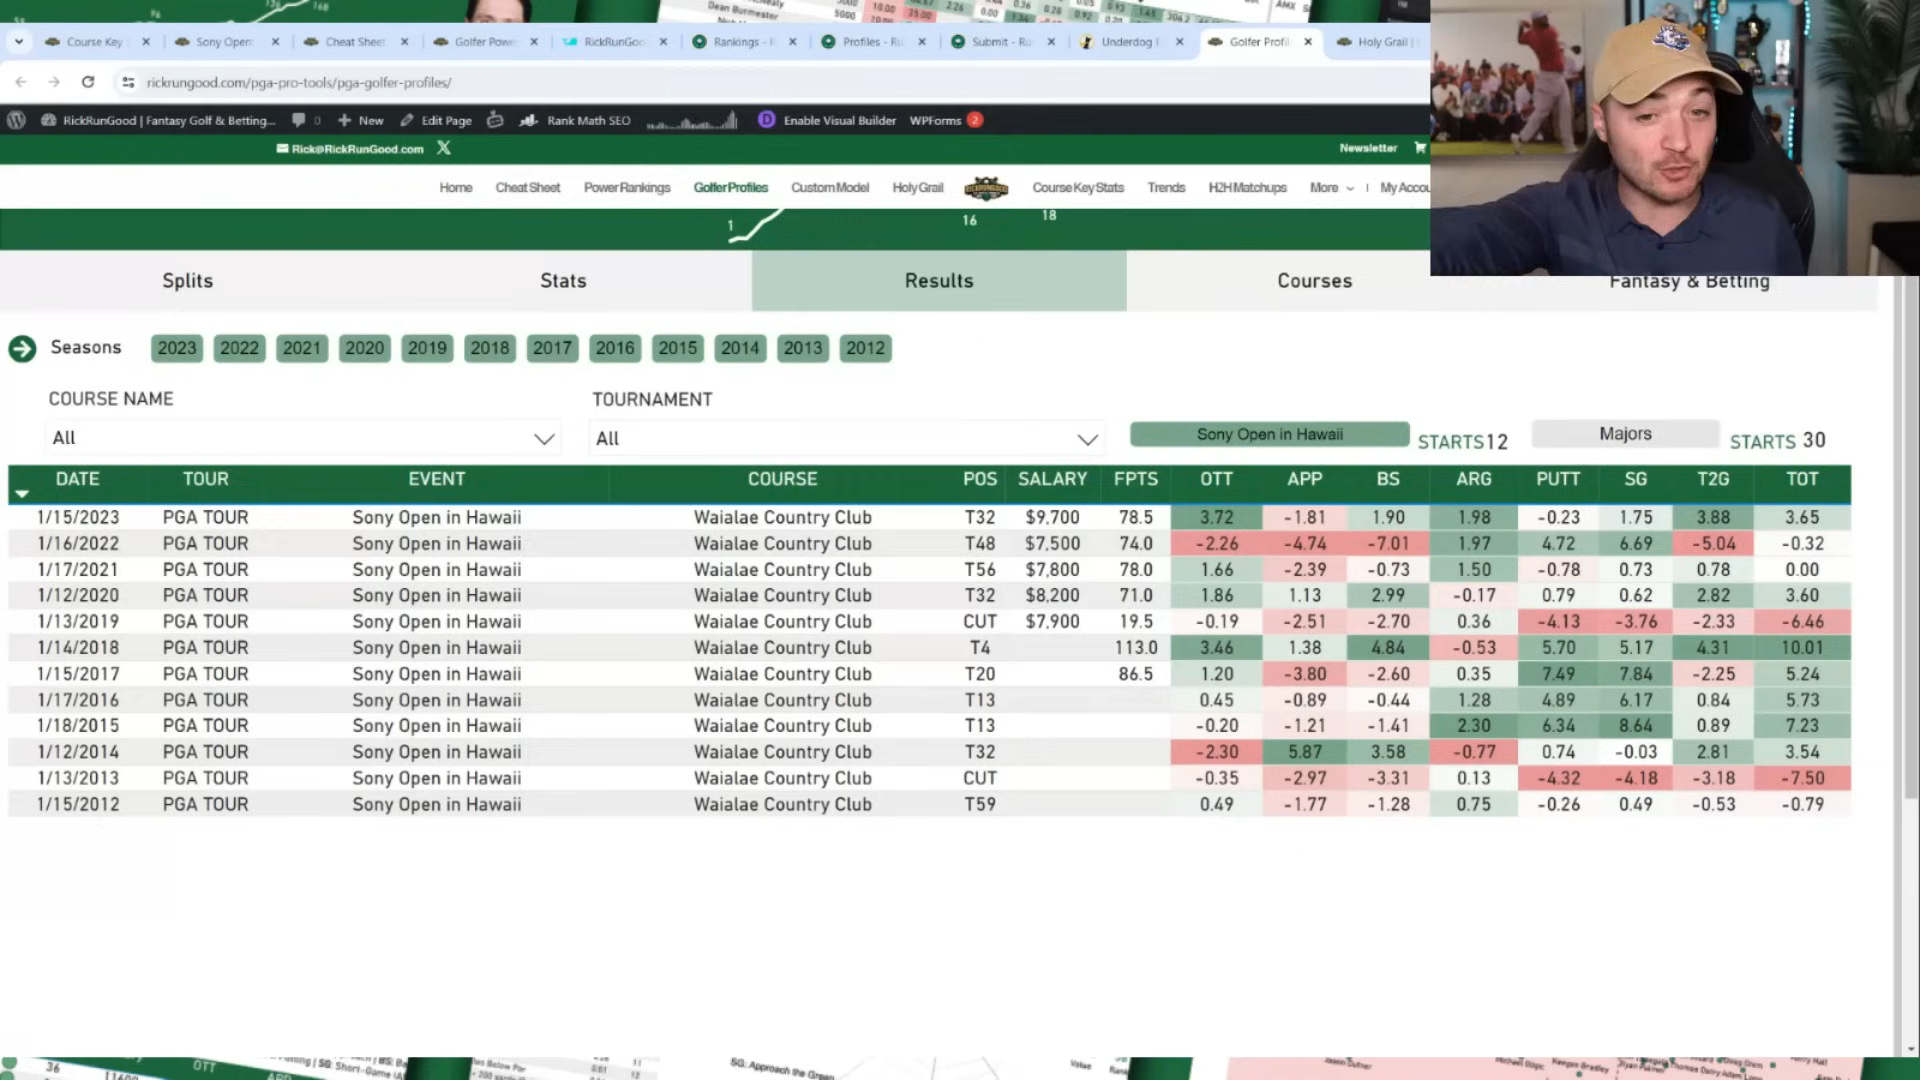 Dean Burmester
5000
Course Key
Sony Open
Cheat Sheet
Golfer Pow
RickRunGoo
Rankings - R
Profiles - Ru
Submit - Ru
Underdog
Golfer Profil
Holy Grail |
rickrungood.com/pga-pro-tools/pga-golfer-profiles/
RickRunGood | Fantasy Golf & Betting... 0 New Edit Page Rank Math SEO Enable Visual Builder WPForms 2
Rick@RickRunGood.com Newsletter
Home Cheat Sheet Power Rankings Golfer Profiles Custom Model Holy Grail Course Key Stats Trends H2H Matchups More My Accou
1 16 18
Splits Stats Results Courses Fantasy & Betting
Seasons 2023 2022 2021 2020 2019 2018 2017 2016 2015 2014 2013 2012
COURSE NAME TOURNAMENT
All All Sony Open in Hawaii STARTS 12 Majors STARTS 30
DATE TOUR EVENT COURSE POS SALARY FPTS OTT APP BS ARG PUTT SG T2G TOT
1/15/2023 PGA TOUR Sony Open in Hawaii Waialae Country Club T32 $9,700 78.5 3.72 -1.81 1.90 1.98 -0.23 1.75 3.88 3.65
1/16/2022 PGA TOUR Sony Open in Hawaii Waialae Country Club T48 $7,500 74.0 -2.26 -4.74 -7.01 1.97 4.72 6.69 -5.04 -0.32
1/17/2021 PGA TOUR Sony Open in Hawaii Waialae Country Club T56 $7,800 78.0 1.66 -2.39 -0.73 1.50 -0.78 0.73 0.78 0.00
1/12/2020 PGA TOUR Sony Open in Hawaii Waialae Country Club T32 $8,200 71.0 1.86 1.13 2.99 -0.17 0.79 0.62 2.82 3.60
1/13/2019 PGA TOUR Sony Open in Hawaii Waialae Country Club CUT $7,900 19.5 -0.19 -2.51 -2.70 0.36 -4.13 -3.76 -2.33 -6.46
1/14/2018 PGA TOUR Sony Open in Hawaii Waialae Country Club T4 113.0 3.46 1.38 4.84 -0.53 5.70 5.17 4.31 10.01
1/15/2017 PGA TOUR Sony Open in Hawaii Waialae Country Club T20 86.5 1.20 -3.80 -2.60 0.35 7.49 7.84 -2.25 5.24
1/17/2016 PGA TOUR Sony Open in Hawaii Waialae Country Club T13 0.45 -0.89 -0.44 1.28 4.89 6.17 0.84 5.73
1/18/2015 PGA TOUR Sony Open in Hawaii Waialae Country Club T13 -0.20 -1.21 -1.41 2.30 6.34 8.64 0.89 7.23
1/12/2014 PGA TOUR Sony Open in Hawaii Waialae Country Club T32 -2.30 5.87 3.58 -0.77 0.74 -0.03 2.81 3.54
1/13/2013 PGA TOUR Sony Open in Hawaii Waialae Country Club CUT -0.35 -2.97 -3.31 0.13 -4.32 -4.18 -3.18 -7.50
1/15/2012 PGA TOUR Sony Open in Hawaii Waialae Country Club T59 0.49 -1.77 -1.28 0.75 -0.26 0.49 -0.53 -0.79
36 OTT SG: Approach the Green Value